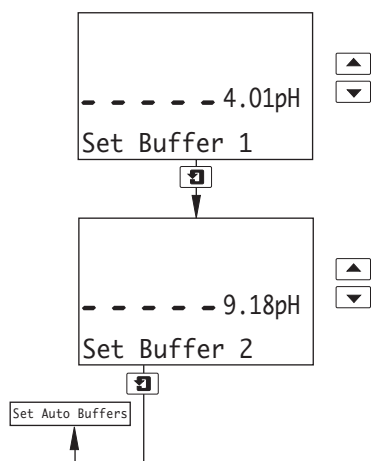 - - - - - 4.01pH
Set Buffer 1
- - - - - 9.18pH
Set Buffer 2
Set Auto Buffers